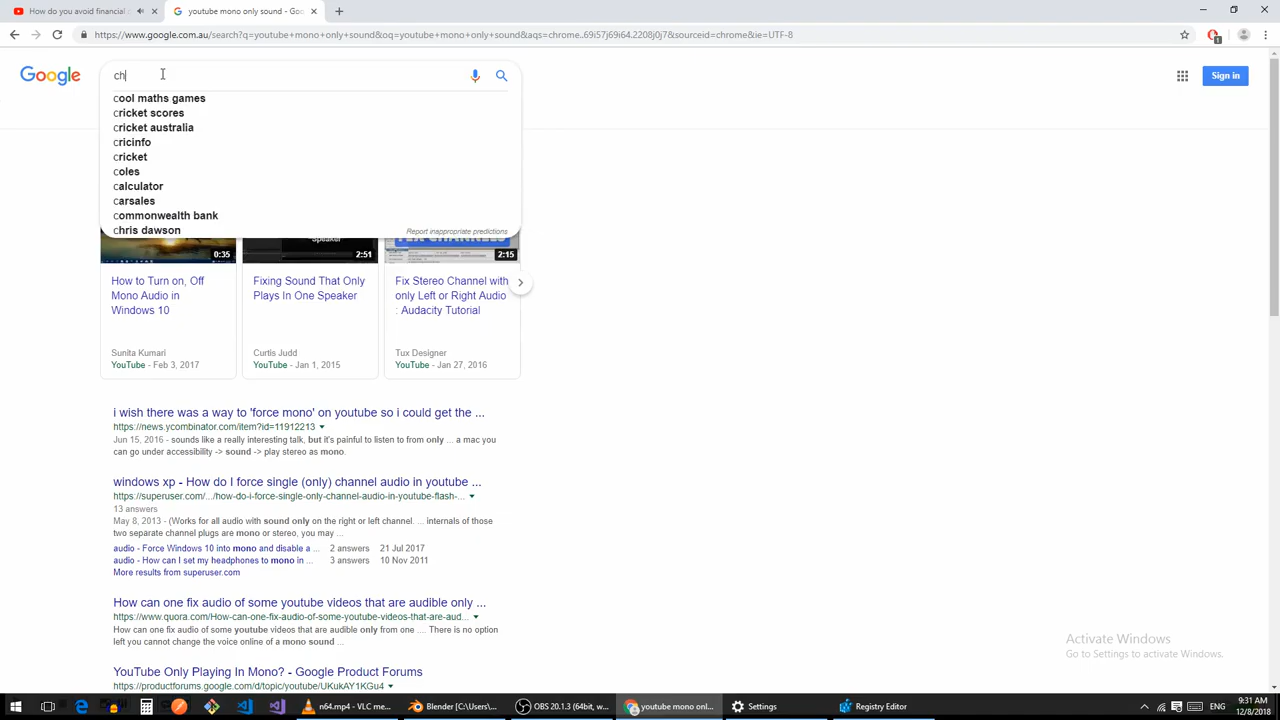 How do you avoid financial
youtube mono only sound - Goo
https://www.google.com.au/search?q=youtube+mono+only+sound&oq=youtube+mono+only+sound&aqs=chrome..69i57j69i64.2208j0j7&sourceid=chrome&ie=UTF-8
1
Google
ch
Sign in
cool maths games
cricket scores
cricket australia
cricinfo
cricket
coles
calculator
carsales
commonwealth bank
chris dawson
Report inappropriate predictions
Speaker
FIX CHANNELS
0:35
2:51
2:15
How to Turn on, Off
Mono Audio in
Windows 10
Sunita Kumari
YouTube - Feb 3, 2017
Fixing Sound That Only
Plays In One Speaker
Curtis Judd
YouTube - Jan 1, 2015
Fix Stereo Channel with
only Left or Right Audio
: Audacity Tutorial
Tux Designer
YouTube - Jan 27, 2016
i wish there was a way to 'force mono' on youtube so i could get the ...
https://news.ycombinator.com/item?id=11912213
Jun 15, 2016 - sounds like a really interesting talk, but it's painful to listen to from only ... a mac you
can go under accessibility -> sound -> play stereo as mono.
windows xp - How do I force single (only) channel audio in youtube ...
https://superuser.com/.../how-do-i-force-single-only-channel-audio-in-youtube-flash-...
13 answers
May 8, 2013 - (Works for all audio with sound only on the right or left channel. ... internals of those
two separate channel plugs are mono or stereo, you may ...
audio - Force Windows 10 into mono and disable a ... 2 answers 21 Jul 2017
audio - How can I set my headphones to mono in ... 3 answers 10 Nov 2011
More results from superuser.com
How can one fix audio of some youtube videos that are audible only ...
https://www.quora.com/How-can-one-fix-audio-of-some-youtube-videos-that-are-aud...
How can one fix audio of some youtube videos that are audible only from one .... There is no option
left you cannot change the voice online of a mono sound ...
YouTube Only Playing In Mono? - Google Product Forums
https://productforums.google.com/d/topic/youtube/UKukAY1KGu4
Activate Windows
Go to Settings to activate Windows.
n64.mp4 - VLC me...
Blender [C:\Users\...
OBS 20.1.3 (64bit, w...
youtube mono onl...
Settings
Registry Editor
9:31 AM
12/8/2018